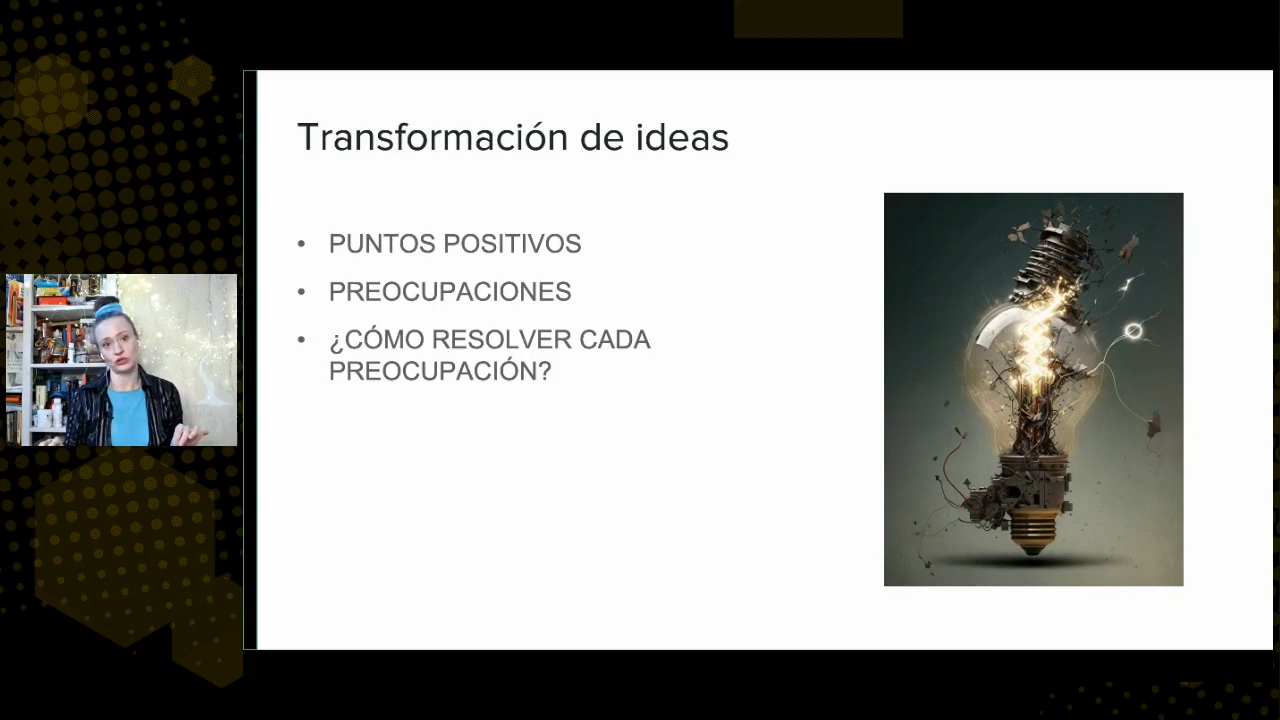 Transformación de ideas
• PUNTOS POSITIVOS
• PREOCUPACIONES
• ¿CÓMO RESOLVER CADA
PREOCUPACIÓN?